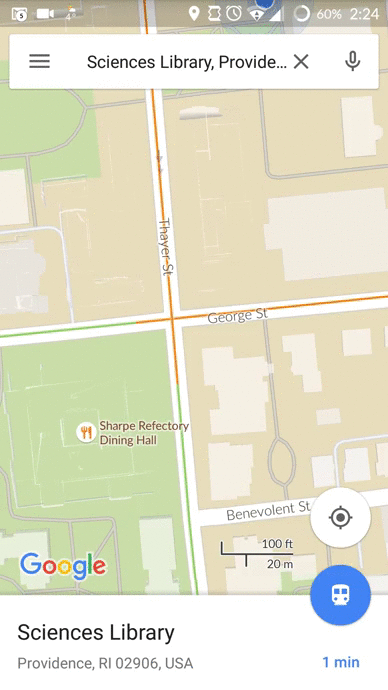 5
60% 2:24
Sciences Library, Provide...
Thayer St
George St
Sharpe Refectory
Dining Hall
Benevolent St
100 ft
20 m
Google
Sciences Library
Providence, RI 02906, USA
1 min